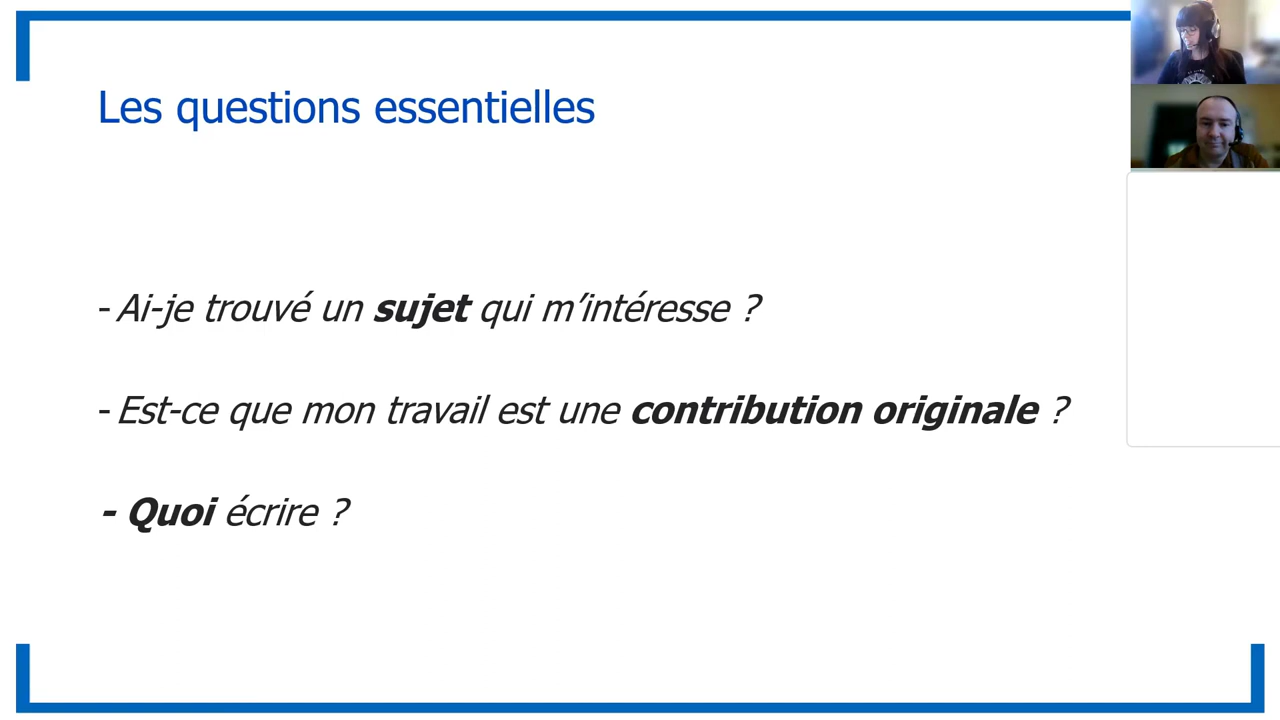 Les questions essentielles
- Ai-je trouvé un sujet qui m’intéresse ?
- Est-ce que mon travail est une contribution originale ?
- Quoi écrire ?